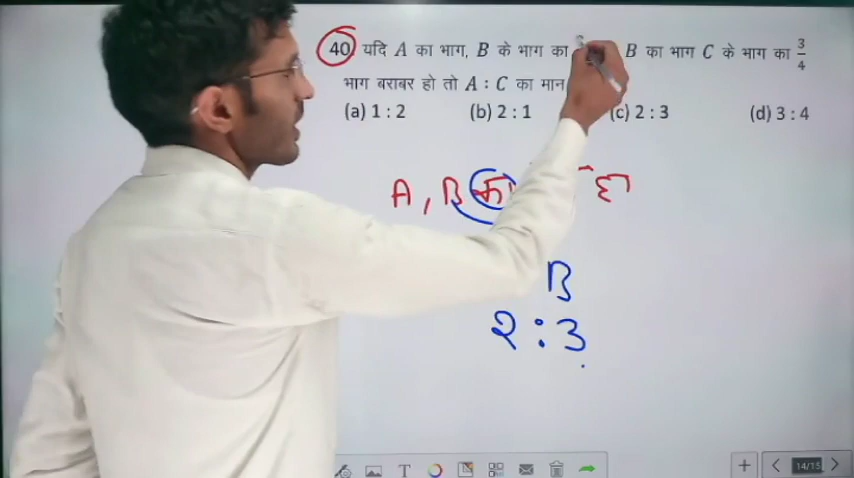 40 यदि A का भाग, B के भाग का B का भाग C के भाग का 3/4
भाग बराबर हो तो A : C का मान
(a) 1 : 2 (b) 2 : 1 (c) 2 : 3 (d) 3 : 4
A, B का
B
2 : 3
T
14/15